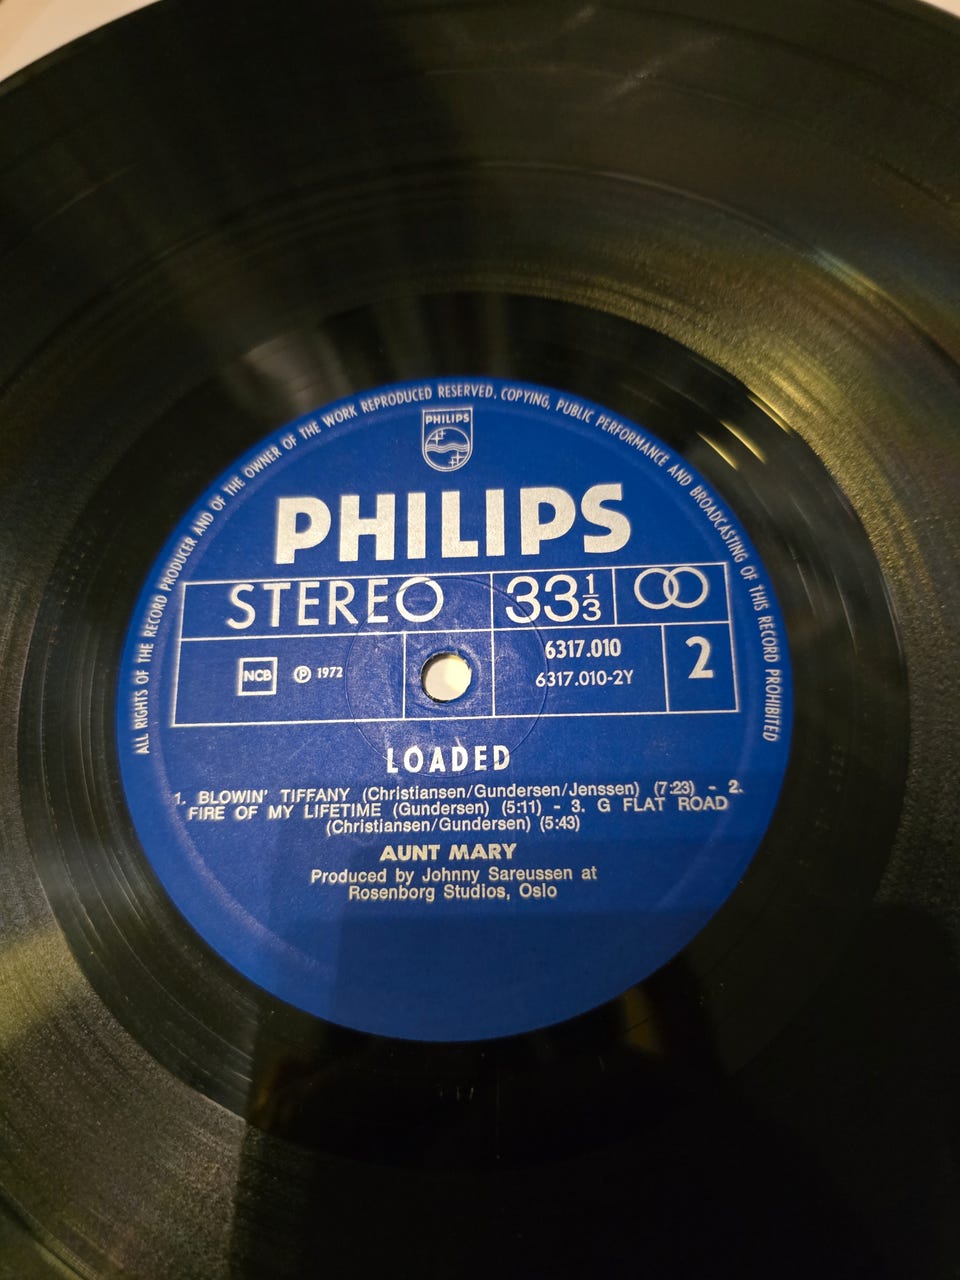 ALL RIGHTS OF THE RECORD PRODUCER AND OF THE OWNER OF THE WORK REPRODUCED RESERVED. COPYING, PUBLIC PERFORMANCE AND BROADCASTING OF THIS RECORD PROHIBITED
PHILIPS
PHILIPS
STEREO 33 1/3
NCB ℗ 1972 6317.010 2
6317.010-2Y
LOADED
1. BLOWIN' TIFFANY (Christiansen/Gundersen/Jenssen) (7:23) - 2.
FIRE OF MY LIFETIME (Gundersen) (5:11) - 3. G FLAT ROAD
(Christiansen/Gundersen) (5:43)
AUNT MARY
Produced by Johnny Sareussen at
Rosenborg Studios, Oslo